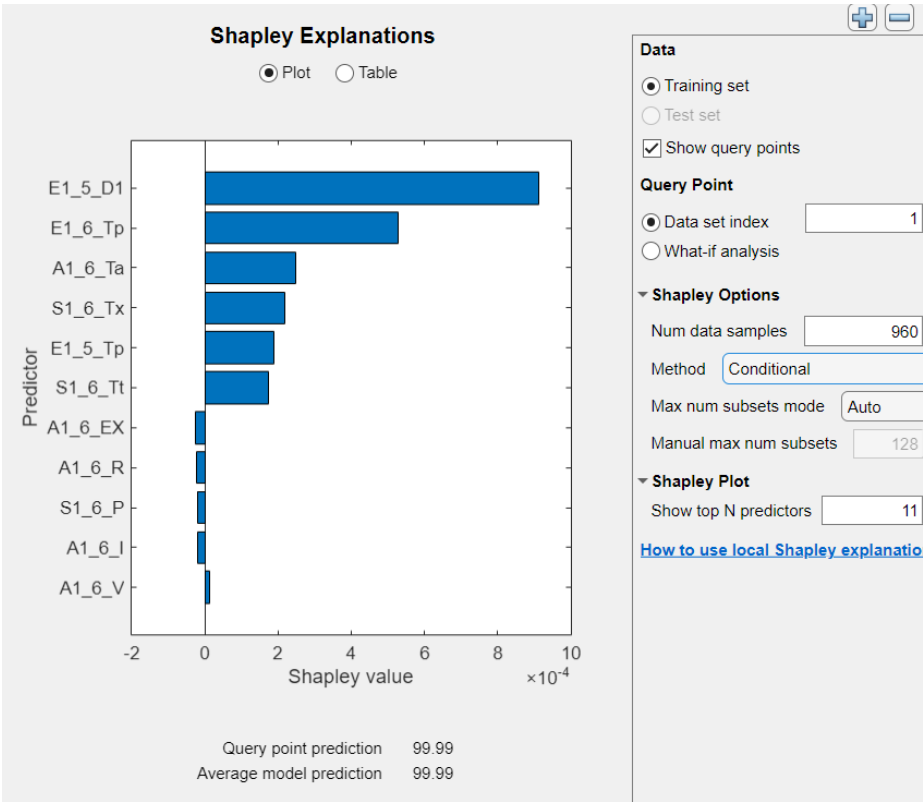 Shapley Explanations
Plot Table
E1_5_D1
E1_6_Tp
A1_6_Ta
S1_6_Tx
E1_5_Tp
S1_6_Tt
A1_6_EX
A1_6_R
S1_6_P
A1_6_I
A1_6_V
Predictor
-2 0 2 4 6 8 10
Shapley value ×10-4
Query point prediction 99.99
Average model prediction 99.99
Data
Training set
Test set
Show query points
Query Point
Data set index 1
What-if analysis
Shapley Options
Num data samples 960
Method Conditional
Max num subsets mode Auto
Manual max num subsets 128
Shapley Plot
Show top N predictors 11
How to use local Shapley explanatio